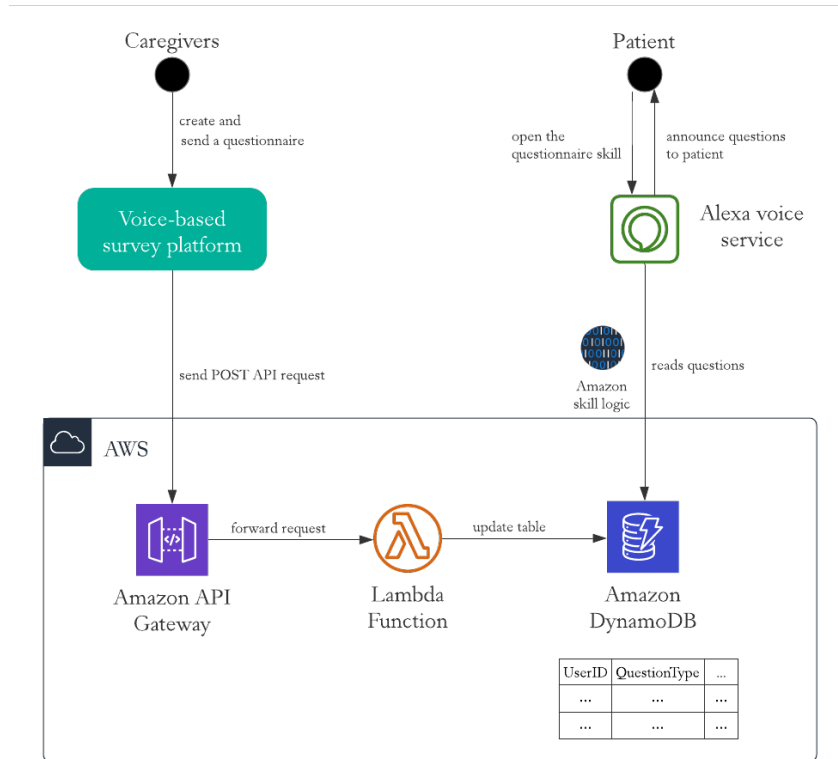 Caregivers
Patient
create and
send a questionnaire
open the
questionnaire skill
announce questions
to patient
Voice-based
survey platform
Alexa voice
service
send POST API request
Amazon
skill logic
reads questions
AWS
forward request
update table
Amazon API
Gateway
Lambda
Function
Amazon
DynamoDB
UserID QuestionType ...
... ... ...
... ... ...